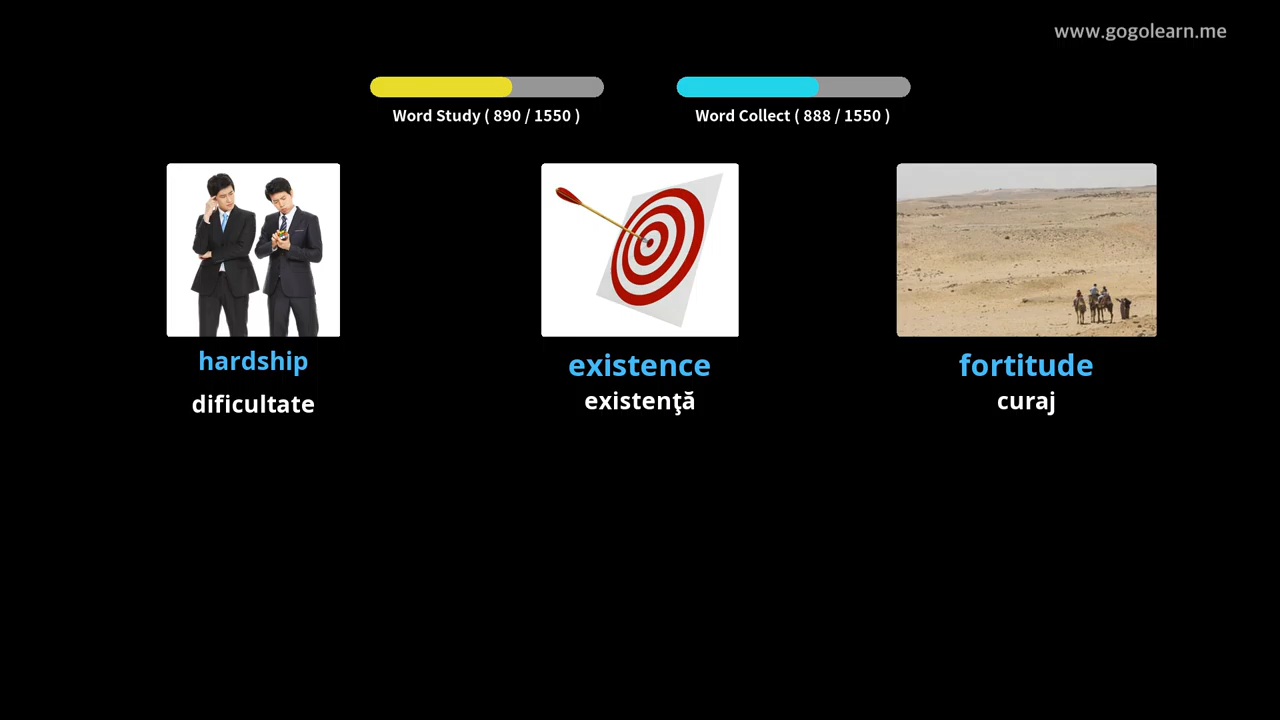 www.gogolearn.me
Word Study ( 890 / 1550 )
Word Collect ( 888 / 1550 )
hardship
dificultate
existence
existenţă
fortitude
curaj